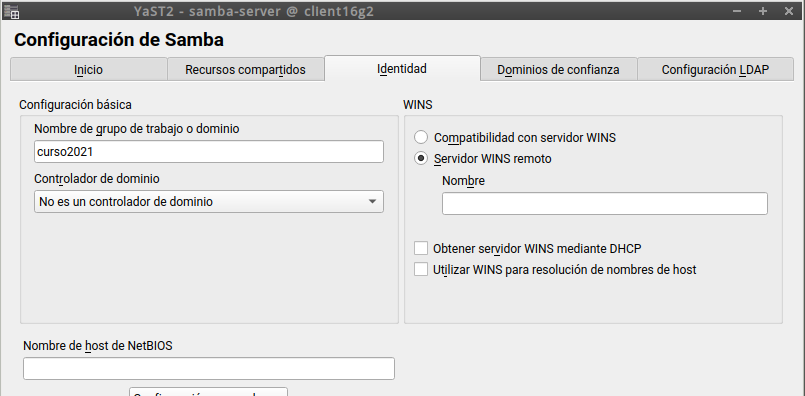 YaST2 - samba-server @ client16g2
Configuración de Samba
Inicio
Recursos compartidos
Identidad
Dominios de confianza
Configuración LDAP
Configuración básica
Nombre de grupo de trabajo o dominio
curso2021
Controlador de dominio
No es un controlador de dominio
WINS
Compatibilidad con servidor WINS
Servidor WINS remoto
Nombre
Obtener servidor WINS mediante DHCP
Utilizar WINS para resolución de nombres de host
Nombre de host de NetBIOS